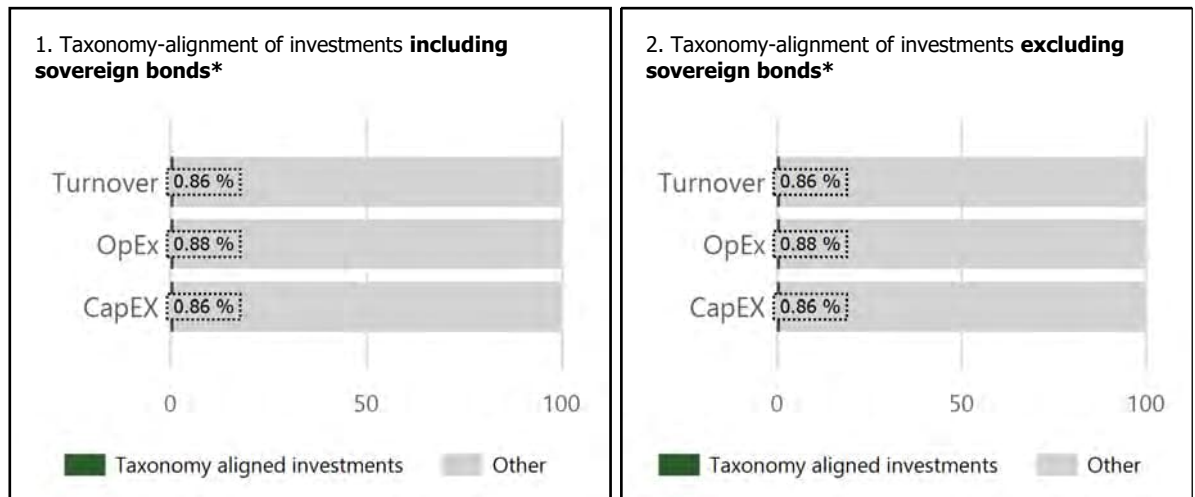 1. Taxonomy-alignment of investments including
sovereign bonds*
Turnover 0.86 %
OpEx 0.88 %
CapEX 0.86 %
0 50 100
Taxonomy aligned investments Other
2. Taxonomy-alignment of investments excluding
sovereign bonds*
Turnover 0.86 %
OpEx 0.88 %
CapEX 0.86 %
0 50 100
Taxonomy aligned investments Other